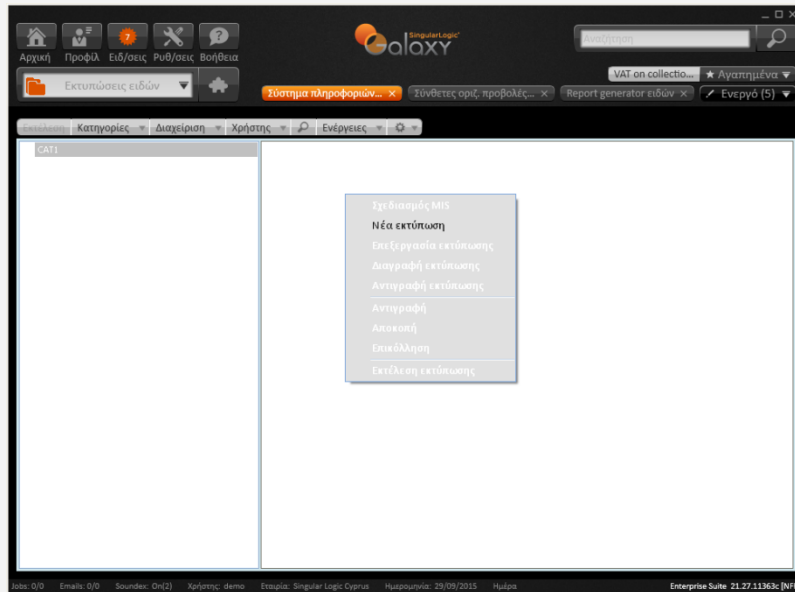 SingularLogic
Galaxy
Αναζήτηση
Αρχική Προφίλ Ειδ/σεις Ρυθ/σεις Βοήθεια
7
Εκτυπώσεις ειδών
VAT on collectio... Αγαπημένα
Σύστημα πληροφοριών... × Σύνθετες οριζ. προβολές... × Report generator ειδών × Ενεργό (5)
Εκτέλεση Κατηγορίες Διαχείριση Χρήστης Ενέργειες
CAT1
Σχεδιασμός MIS
Νέα εκτύπωση
Επεξεργασία εκτύπωσης
Διαγραφή εκτύπωσης
Αντιγραφή εκτύπωσης
Αντιγραφή
Αποκοπή
Επικόλληση
Εκτέλεση εκτύπωσης
Jobs: 0/0 Emails: 0/0 Soundex: On(2) Χρήστης: demo Εταιρία: Singular Logic Cyprus Ημερομηνία: 29/09/2015 Ημέρα Enterprise Suite 21.27.11363c [NF